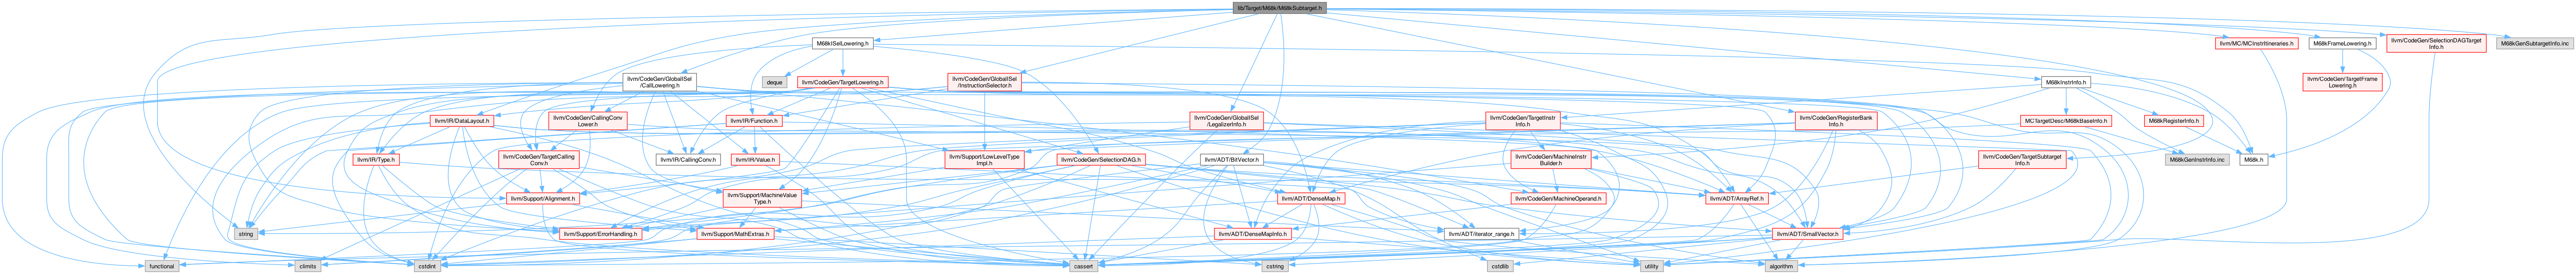 lib/Target/M68k/M68kSubtarget.h
M68kISelLowering.h
llvm/MC/MCInstrItineraries.h
M68kFrameLowering.h
llvm/CodeGen/SelectionDAGTarget
Info.h
M68kGenSubtargetInfo.inc
deque
llvm/CodeGen/GlobalISel
/CallLowering.h
llvm/CodeGen/TargetLowering.h
llvm/CodeGen/GlobalISel
/InstructionSelector.h
M68kInstrInfo.h
llvm/CodeGen/TargetFrame
Lowering.h
llvm/IR/DataLayout.h
llvm/CodeGen/CallingConv
Lower.h
llvm/IR/Function.h
llvm/CodeGen/GlobalISel
/LegalizerInfo.h
llvm/CodeGen/TargetInstr
Info.h
llvm/CodeGen/RegisterBank
Info.h
MCTargetDesc/M68kBaseInfo.h
M68kRegisterInfo.h
llvm/IR/Type.h
llvm/CodeGen/TargetCalling
Conv.h
llvm/IR/CallingConv.h
llvm/IR/Value.h
llvm/Support/LowLevelType
Impl.h
llvm/CodeGen/SelectionDAG.h
llvm/ADT/BitVector.h
llvm/CodeGen/MachineInstr
Builder.h
llvm/CodeGen/TargetSubtarget
Info.h
M68kGenInstrInfo.inc
M68k.h
llvm/Support/Alignment.h
llvm/Support/MachineValue
Type.h
llvm/ADT/DenseMap.h
llvm/CodeGen/MachineOperand.h
llvm/ADT/ArrayRef.h
string
llvm/Support/ErrorHandling.h
llvm/Support/MathExtras.h
llvm/ADT/DenseMapInfo.h
llvm/ADT/iterator_range.h
llvm/ADT/SmallVector.h
functional
climits
cstdint
cassert
cstring
cstdlib
utility
algorithm